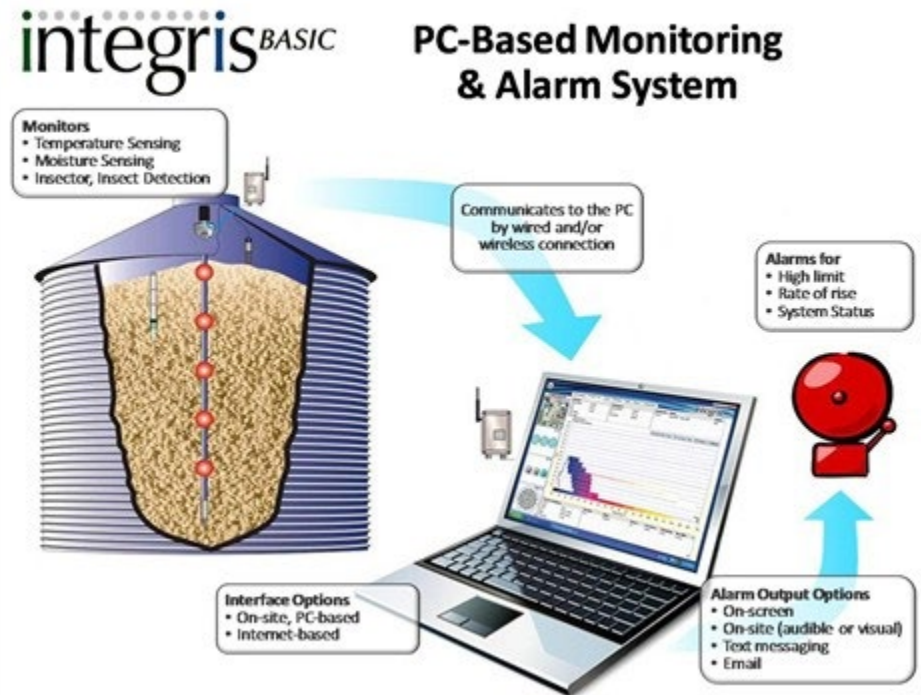 integris BASIC
PC-Based Monitoring
& Alarm System
Monitors
• Temperature Sensing
• Moisture Sensing
• Insector, Insect Detection
Communicates to the PC
by wired and/or
wireless connection
Alarms for
• High limit
• Rate of rise
• System Status
Interface Options
• On-site, PC-based
• Internet-based
Alarm Output Options
• On-screen
• On-site (audible or visual)
• Text messaging
• Email